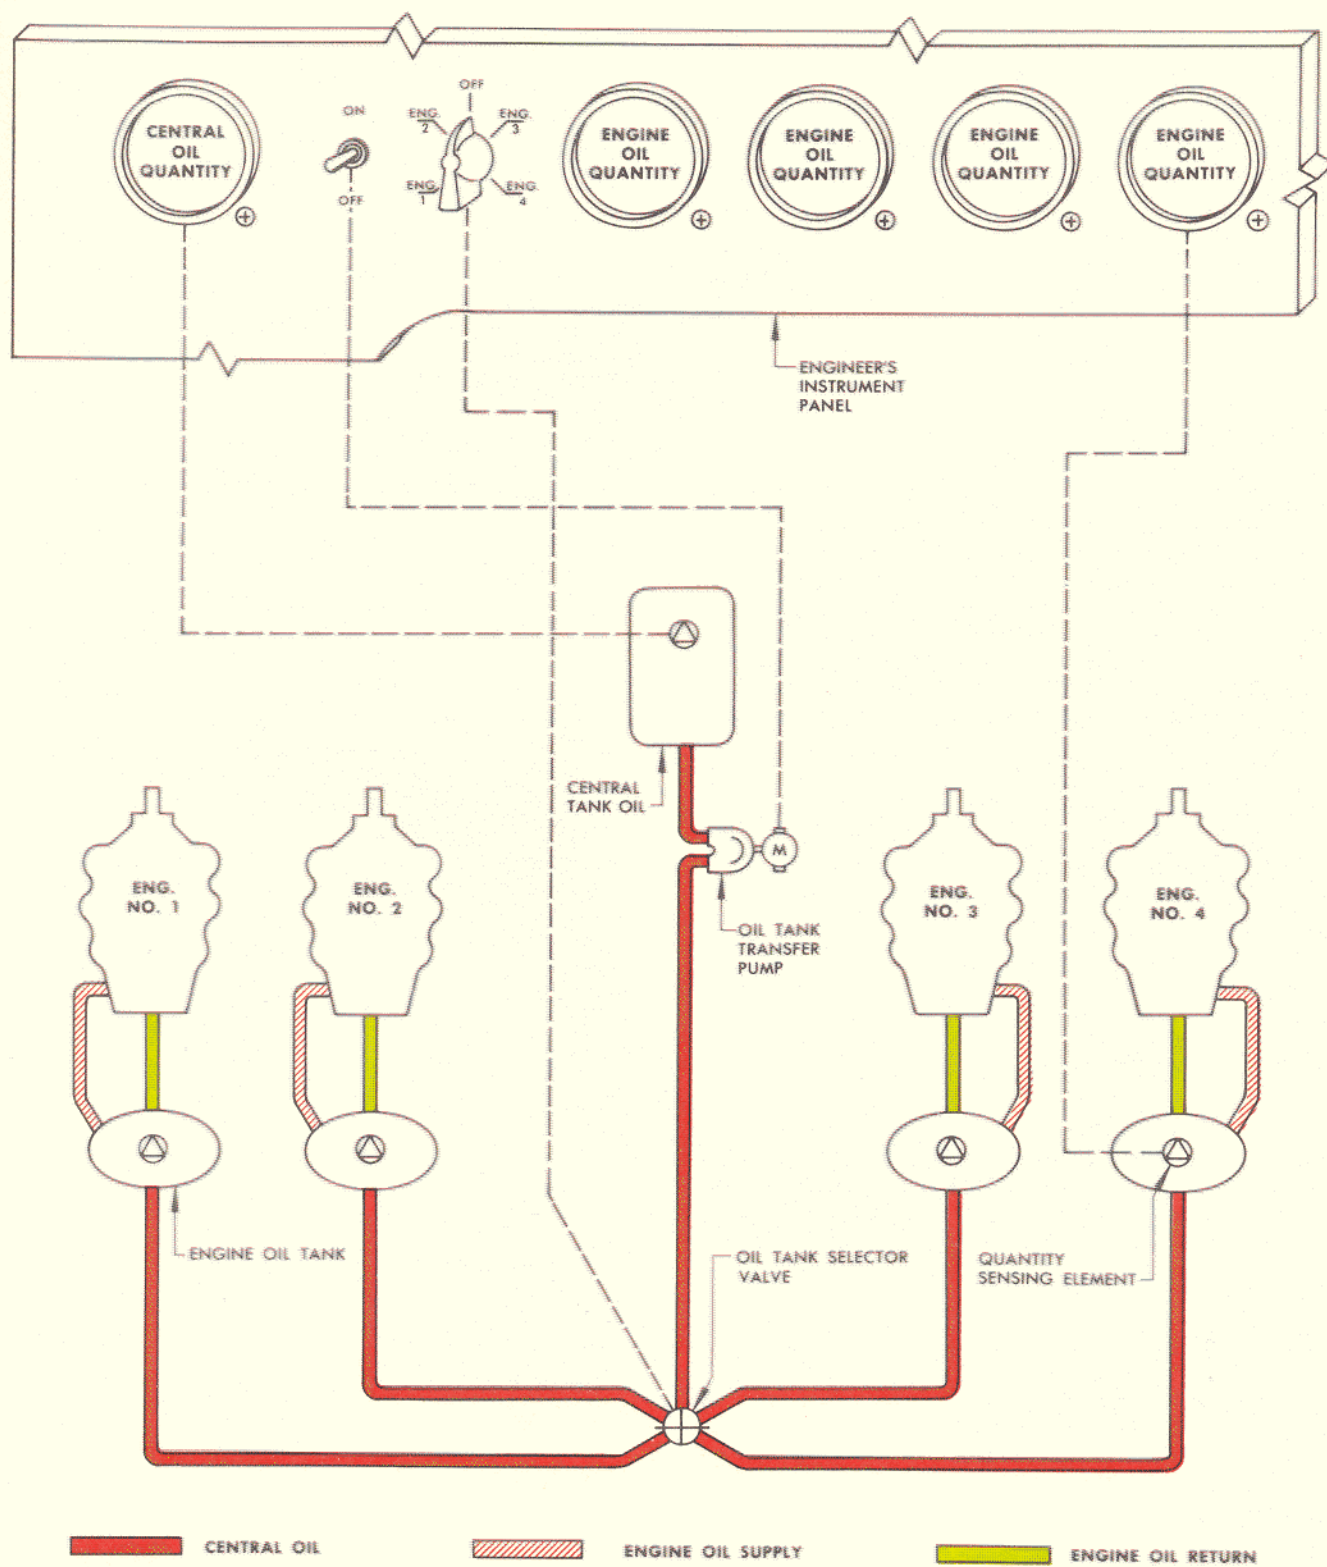 CENTRAL
OIL
QUANTITY
ON
OFF
OFF
ENG.
2
ENG.
3
ENG.
1
ENG.
4
ENGINE
OIL
QUANTITY
ENGINE
OIL
QUANTITY
ENGINE
OIL
QUANTITY
ENGINE
OIL
QUANTITY
ENGINEER'S
INSTRUMENT
PANEL
CENTRAL
TANK OIL
M
OIL TANK
TRANSFER
PUMP
ENG.
NO. 1
ENG.
NO. 2
ENG.
NO. 3
ENG.
NO. 4
ENGINE OIL TANK
OIL TANK SELECTOR
VALVE
QUANTITY
SENSING ELEMENT
CENTRAL OIL
ENGINE OIL SUPPLY
ENGINE OIL RETURN